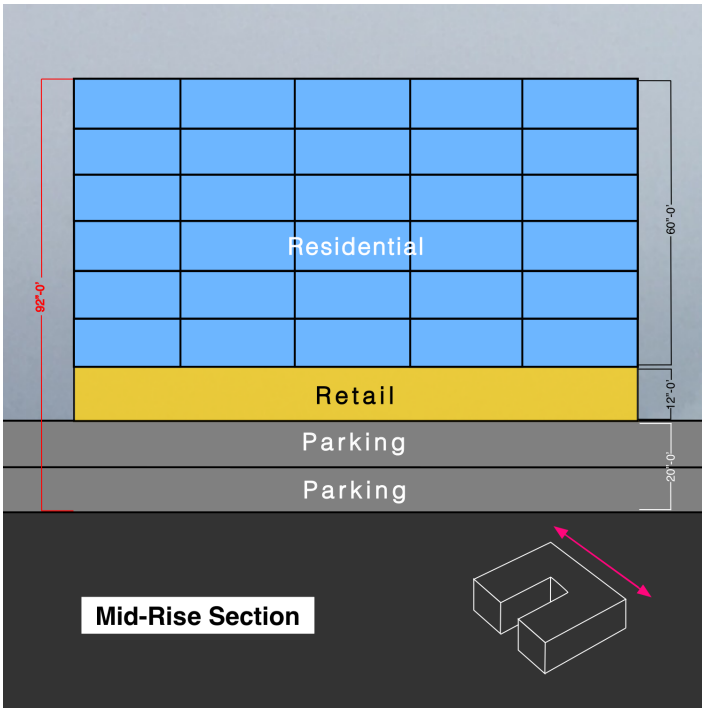 60"-0'
Residential
92"-0'
Retail
12"-0'
Parking
20"-0'
Parking
Mid-Rise Section